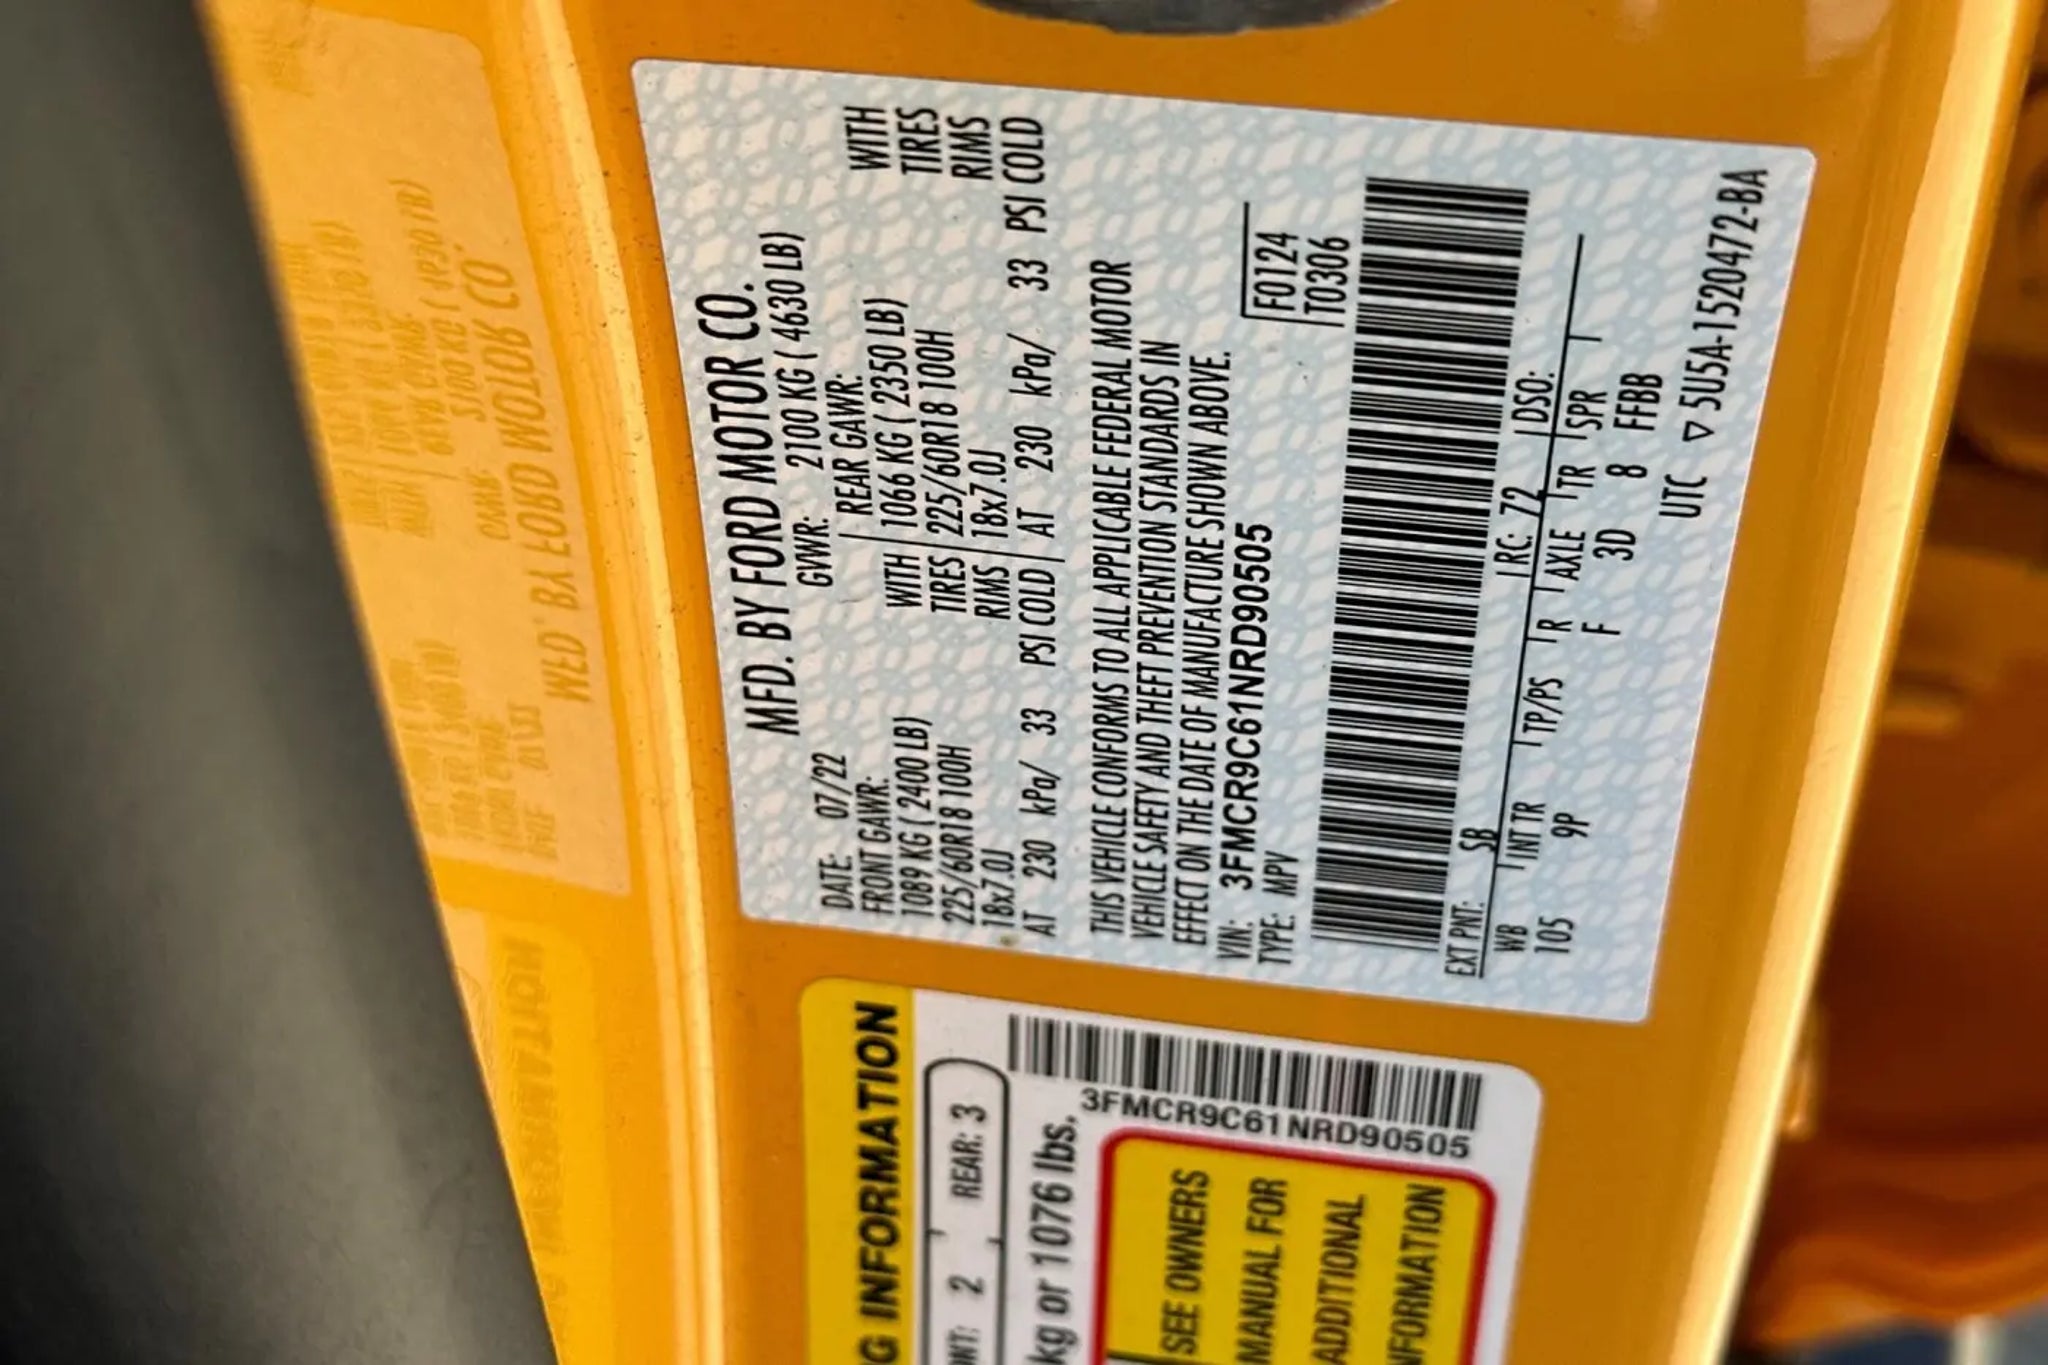 MFD. BY FORD MOTOR CO.
DATE: 07/22 GVWR: 2100 KG ( 4630 LB)
FRONT GAWR: REAR GAWR:
1089 KG ( 2400 LB) WITH 1066 KG ( 2350 LB) WITH
225/60R18 100H TIRES 225/60R18 100H TIRES
18x7.0J RIMS 18x7.0J RIMS
AT 230 kPa/ 33 PSI COLD AT 230 kPa/ 33 PSI COLD
THIS VEHICLE CONFORMS TO ALL APPLICABLE FEDERAL MOTOR
VEHICLE SAFETY AND THEFT PREVENTION STANDARDS IN
EFFECT ON THE DATE OF MANUFACTURE SHOWN ABOVE.
VIN: 3FMCR9C61NRD90505 F0124
TYPE: MPV T0306
EXT PNT: SB RC: 72 DSO:
WB INT TR TP/PS R AXLE TR SPR
105 9P F 3D 8 FFBB
UTC ▽ 5U5A-1520472-BA
G INFORMATION
2 REAR: 3
kg or 1076 lbs.
3FMCR9C61NRD90505
SEE OWNERS
MANUAL FOR
ADDITIONAL
INFORMATION